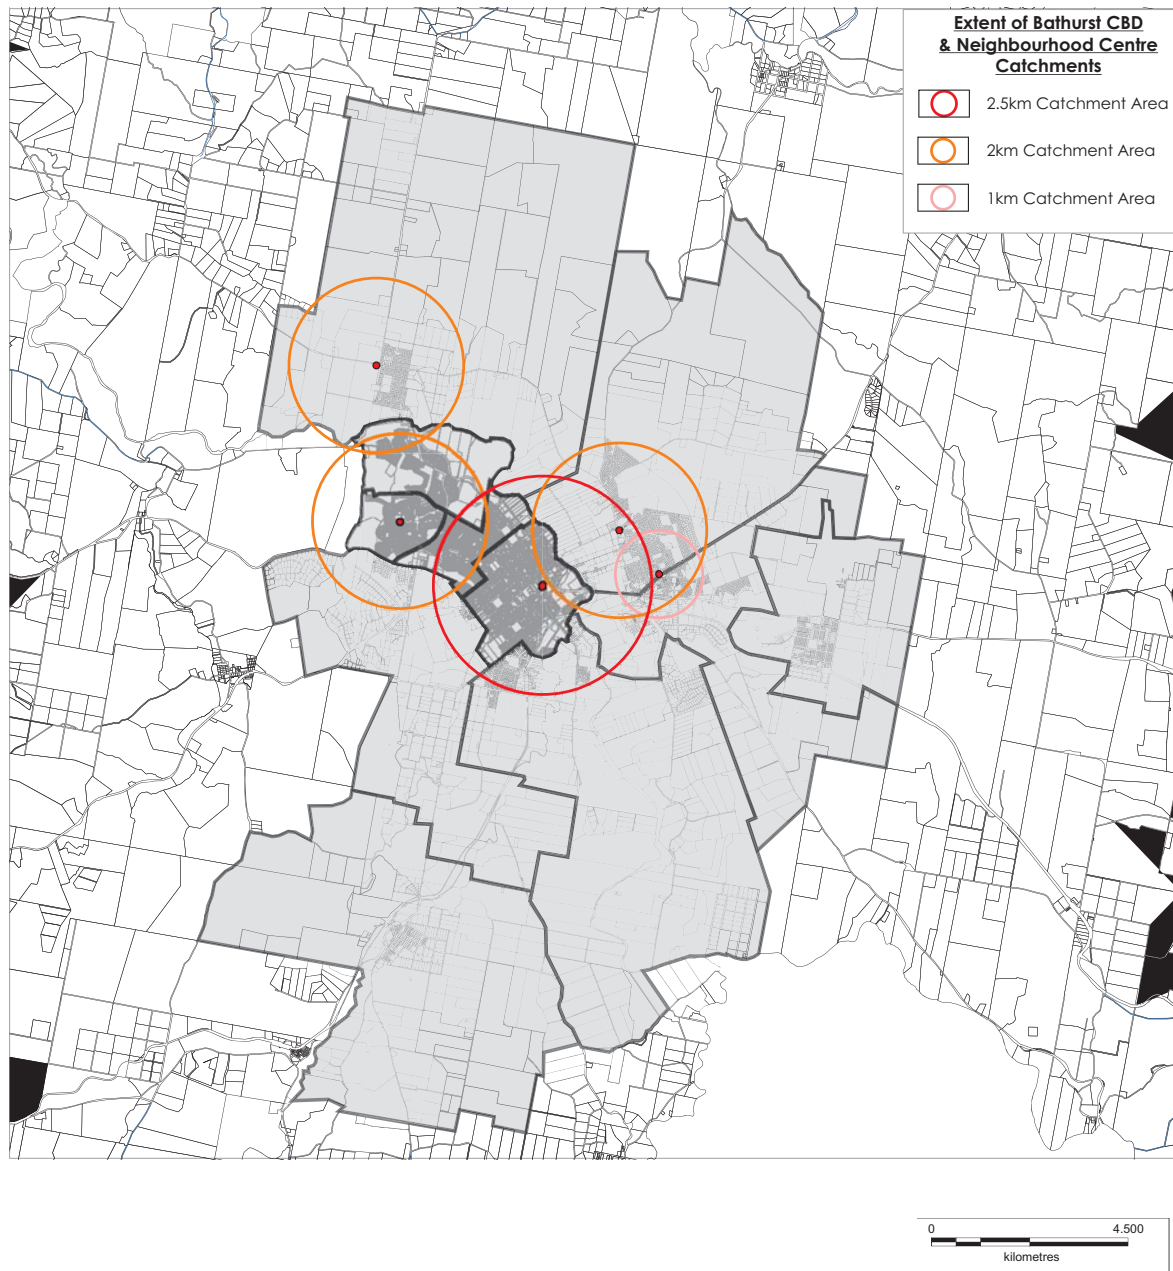 Extent of Bathurst CBD
& Neighbourhood Centre
Catchments
2.5km Catchment Area
2km Catchment Area
1km Catchment Area
0 4.500
kilometres